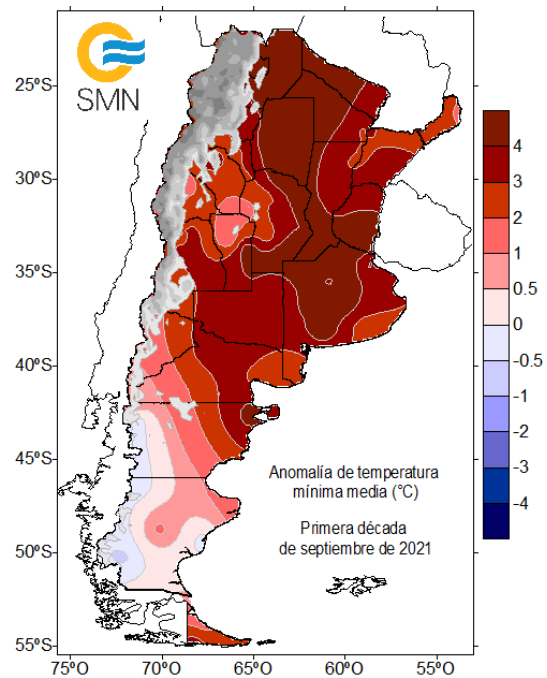 SMN
25ºS
30ºS
35ºS
40ºS
45ºS
50ºS
55ºS
75ºO
70ºO
65ºO
60ºO
55ºO
4
3
2
1
0.5
0
-0.5
-1
-2
-3
-4
Anomalía de temperatura
mínima media (°C)
Primera década
de septiembre de 2021